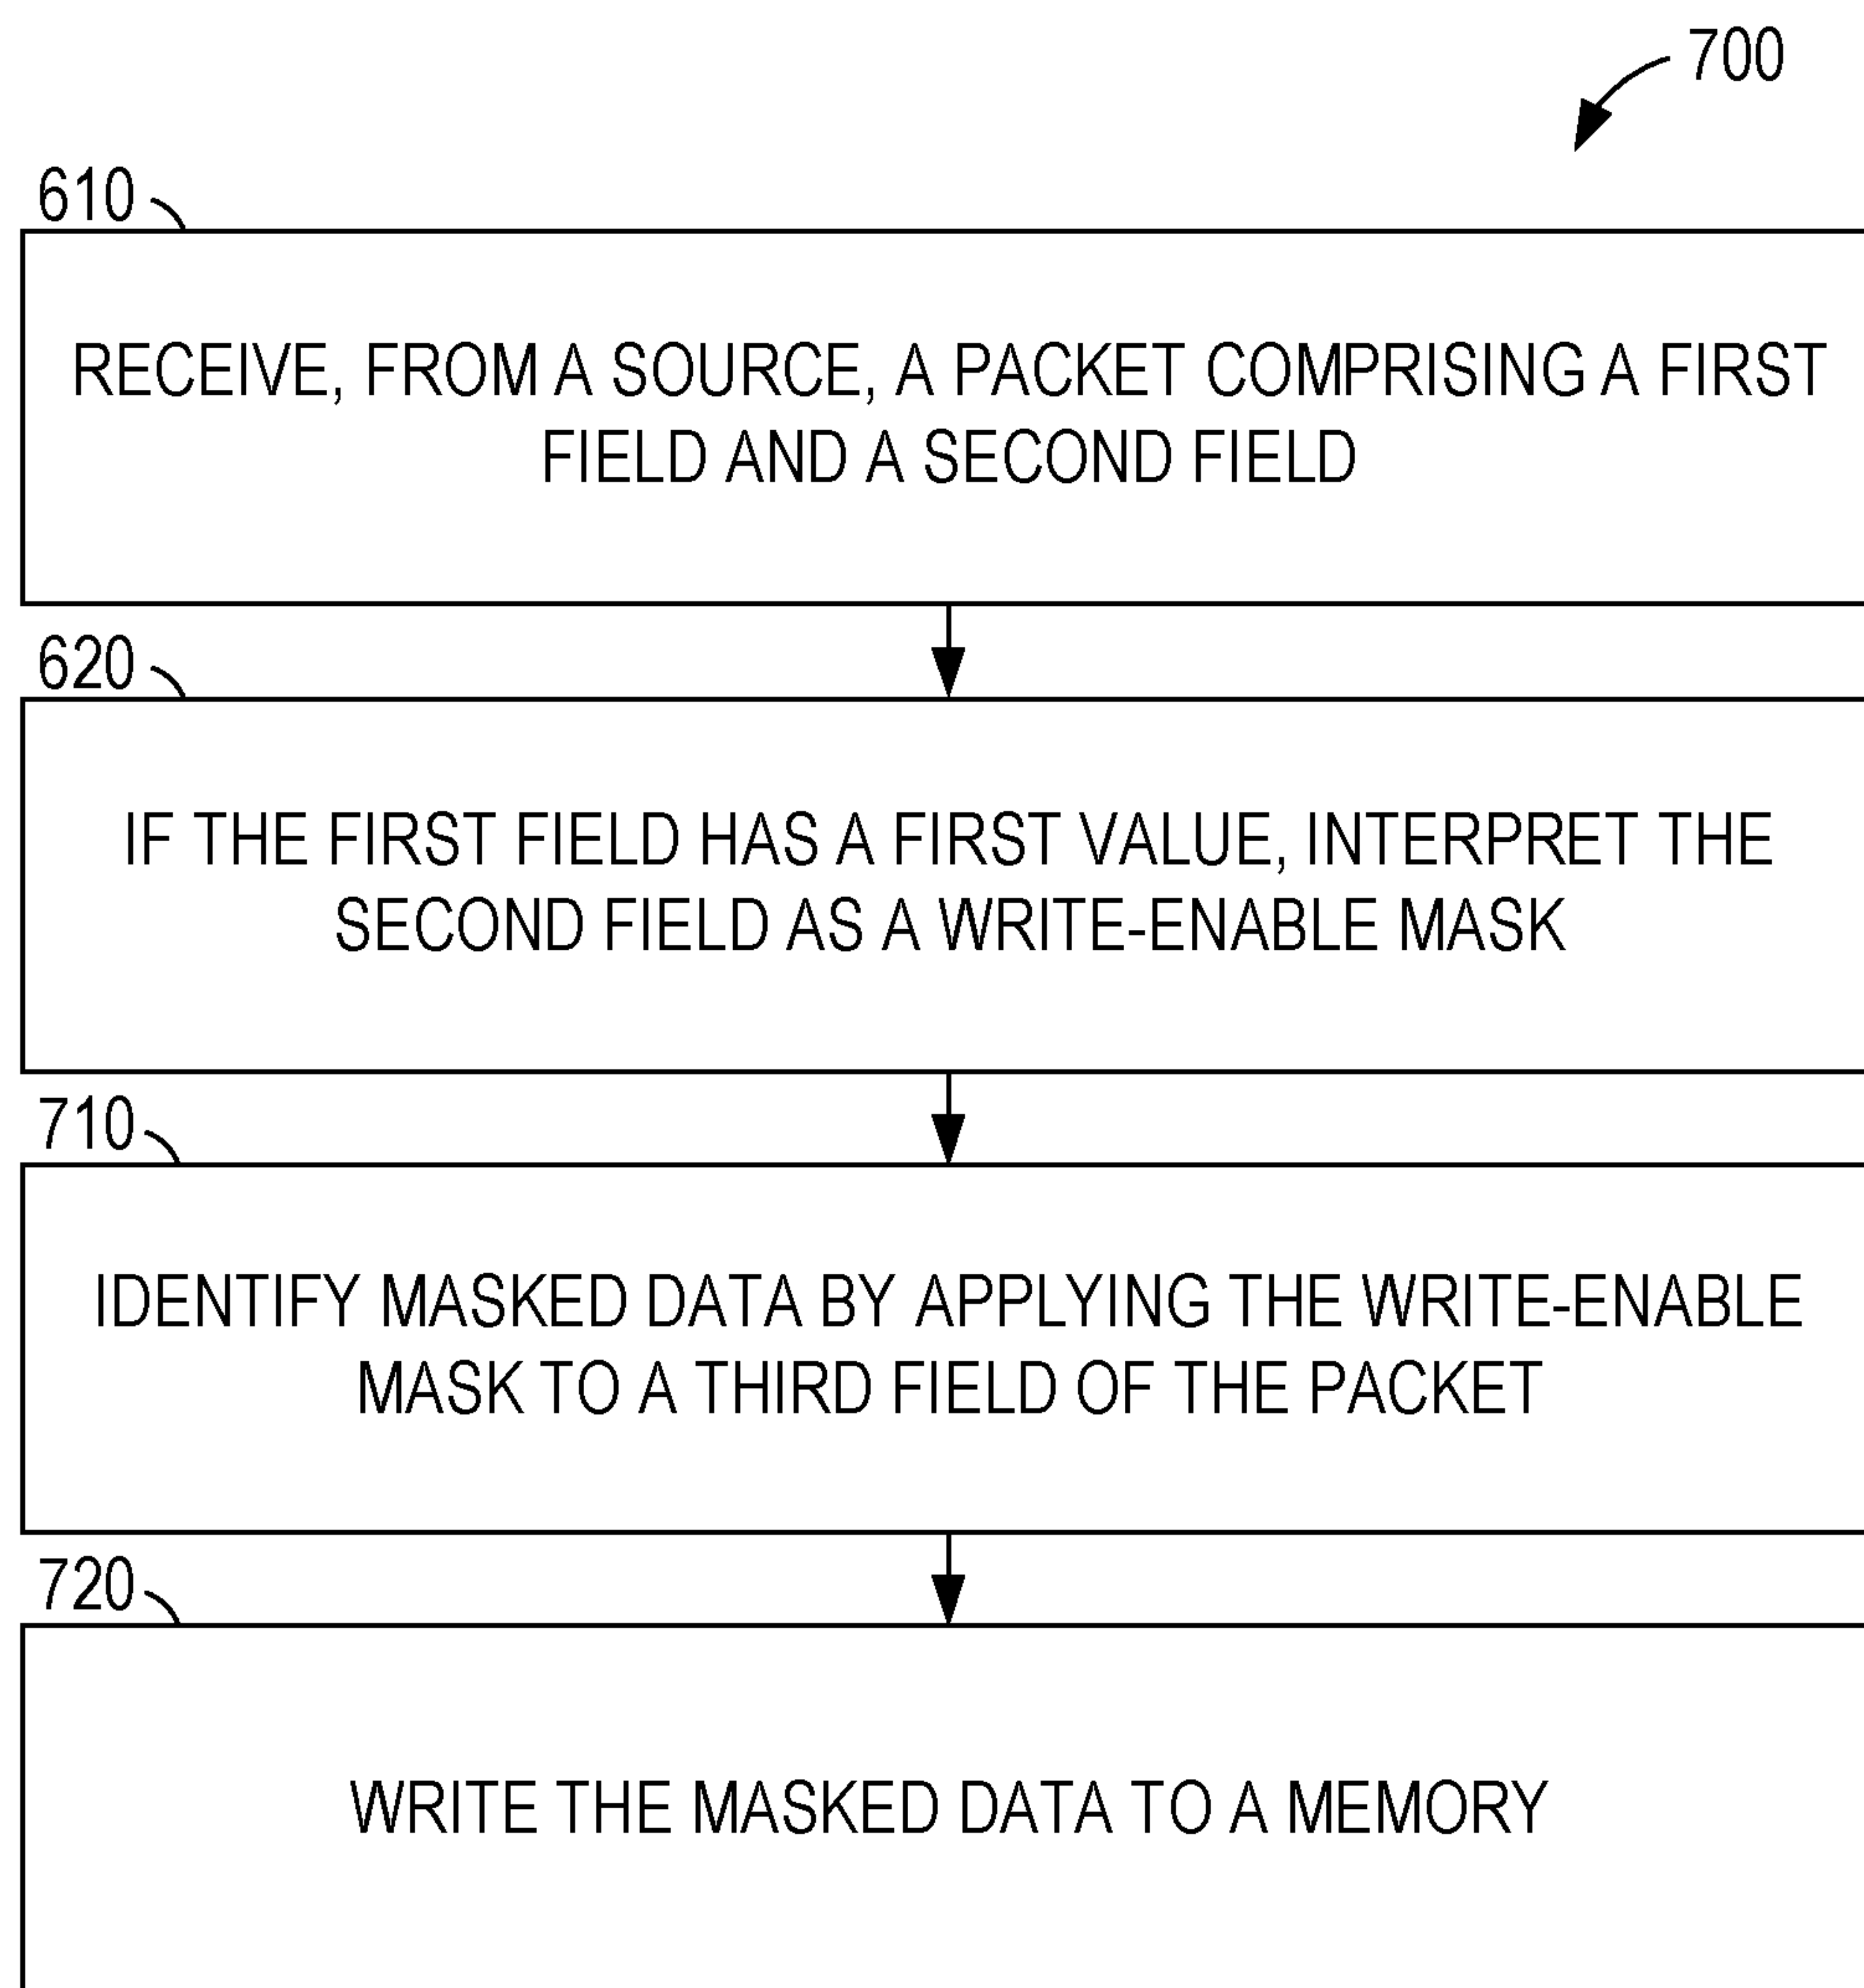 700
610
RECEIVE, FROM A SOURCE, A PACKET COMPRISING A FIRST
FIELD AND A SECOND FIELD
620
IF THE FIRST FIELD HAS A FIRST VALUE, INTERPRET THE
SECOND FIELD AS A WRITE-ENABLE MASK
710
IDENTIFY MASKED DATA BY APPLYING THE WRITE-ENABLE
MASK TO A THIRD FIELD OF THE PACKET
720
WRITE THE MASKED DATA TO A MEMORY